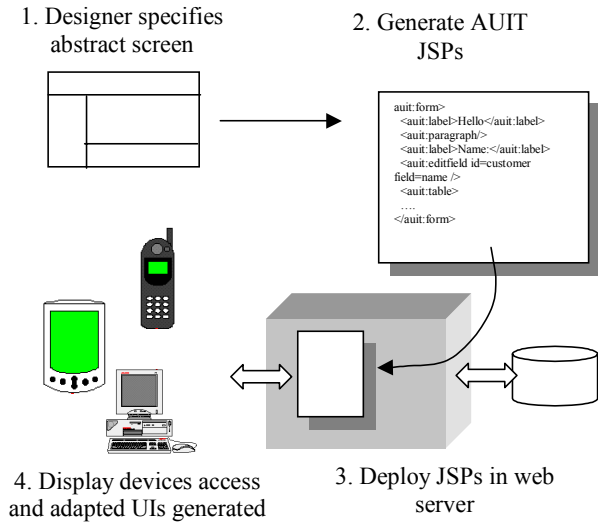 1. Designer specifies
abstract screen
2. Generate AUIT
JSPs
auit:form>
<auit:label>Hello</auit:label>
<auit:paragraph/>
<auit:label>Name:</auit:label>
<auit:editfield id=customer
field=name />
<auit:table>
….
</auit:form>
4. Display devices access
and adapted UIs generated
3. Deploy JSPs in web
server